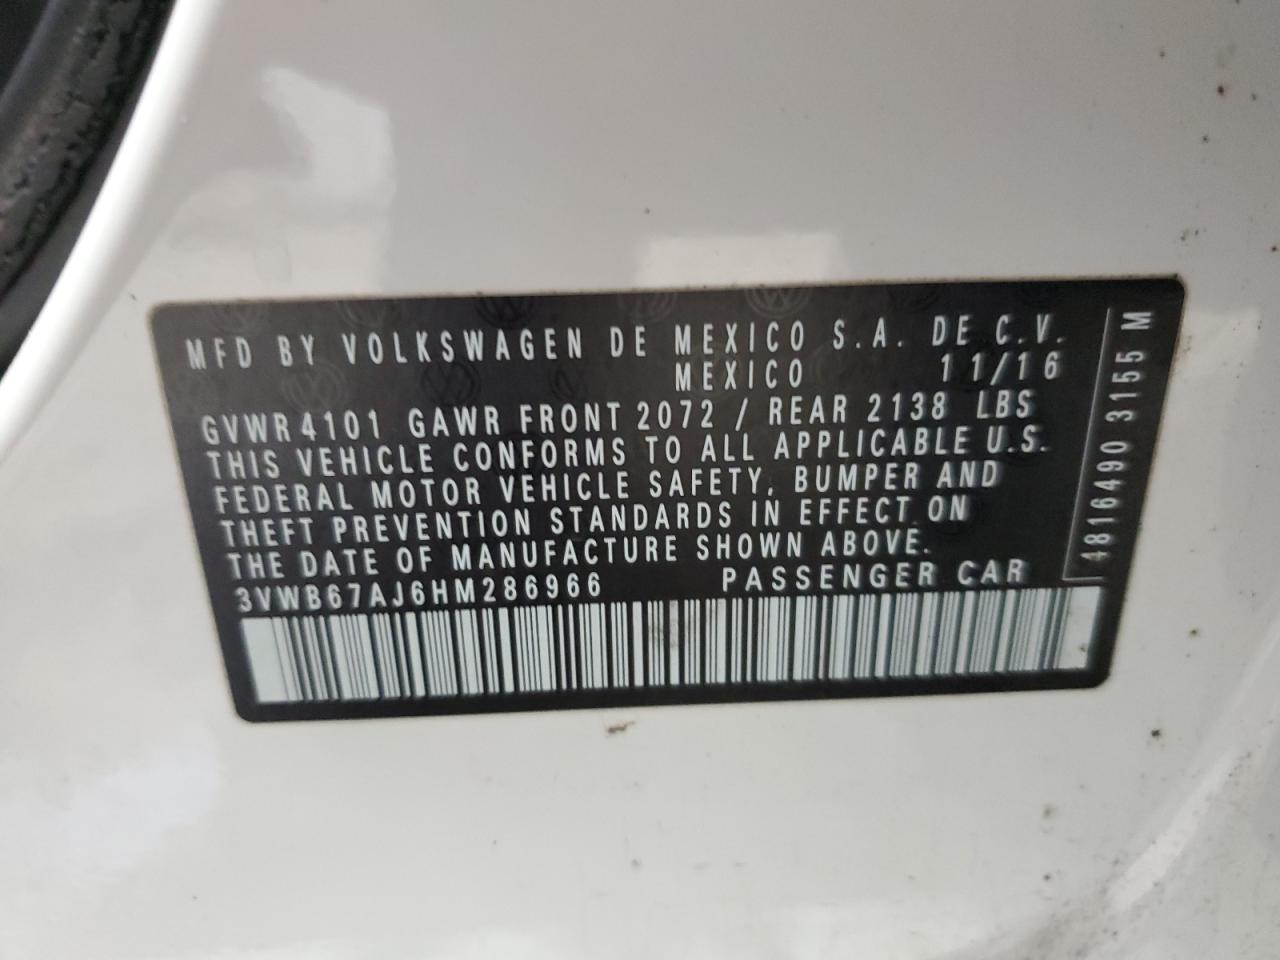 MFD BY VOLKSWAGEN DE MEXICO S.A. DE C.V.
MEXICO 11/16
GVWR 4101 GAWR FRONT 2072 / REAR 2138 LBS
THIS VEHICLE CONFORMS TO ALL APPLICABLE U.S.
FEDERAL MOTOR VEHICLE SAFETY, BUMPER AND
THEFT PREVENTION STANDARDS IN EFFECT ON
THE DATE OF MANUFACTURE SHOWN ABOVE.
3VWB67AJ6HM286966 PASSENGER CAR
4816490 3155 M